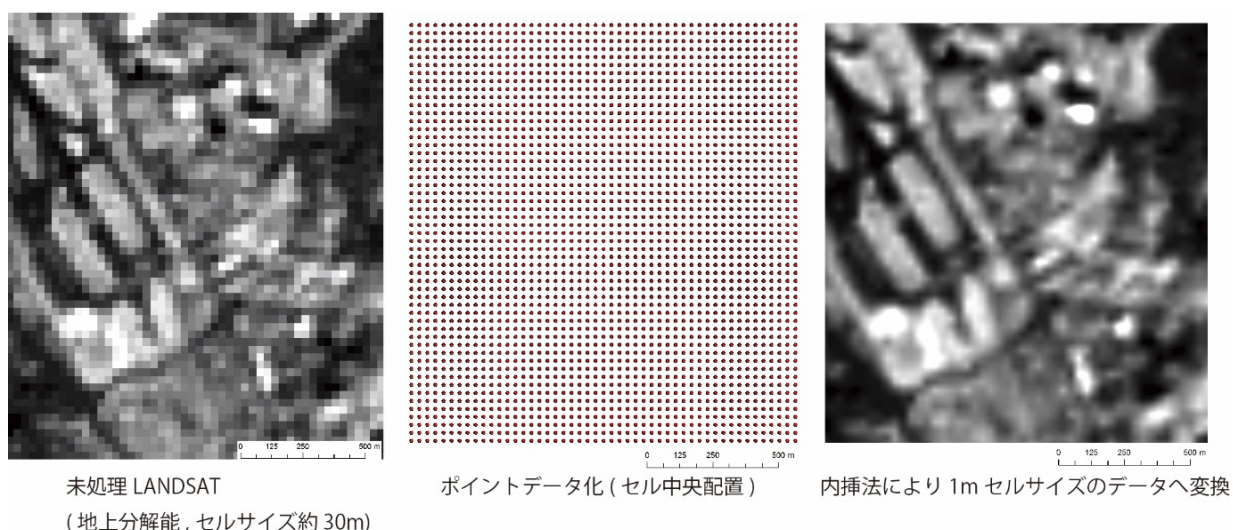 0 125 250 500 m
0 125 250 500 m
0 125 250 500 m
未処理 LANDSAT
( 地上分解能 , セルサイズ約 30m)
ポイントデータ化 ( セル中央配置 )
内挿法により 1m セルサイズのデータへ変換